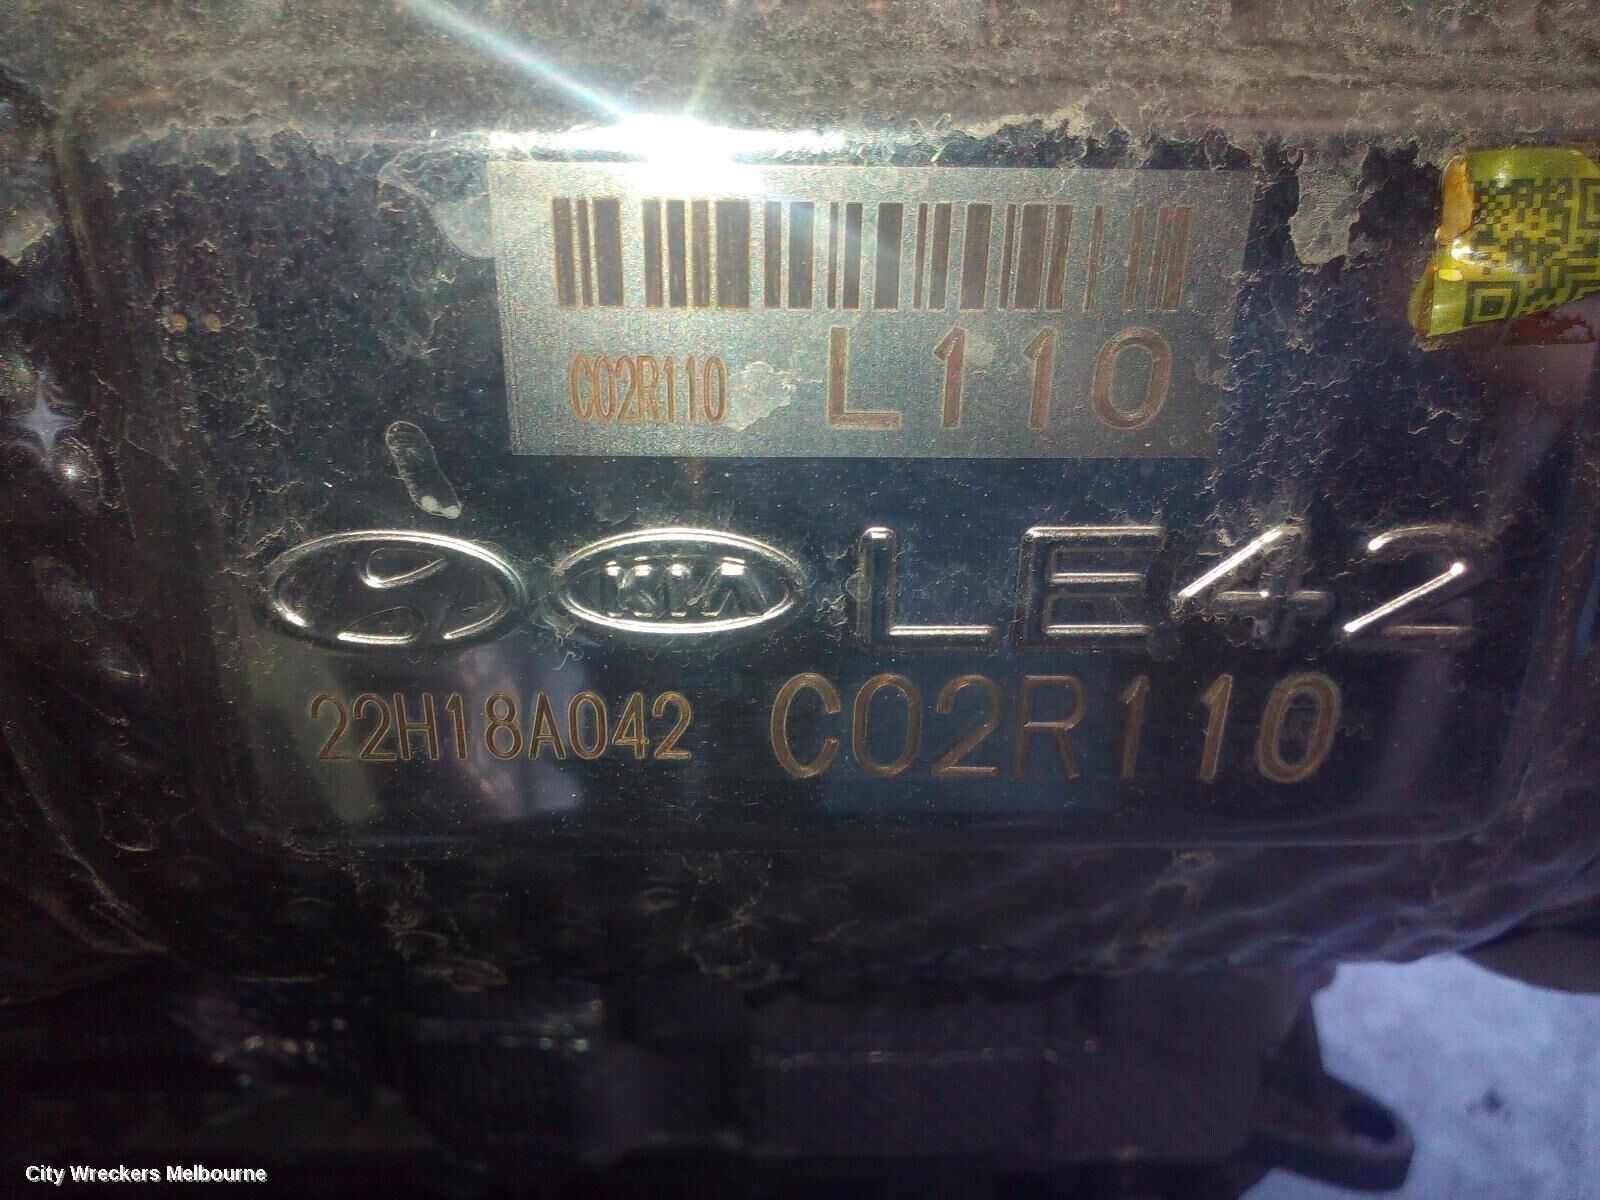 C02R110 L110
KIA LE42
22H18A042 C02R110
City Wreckers Melbourne